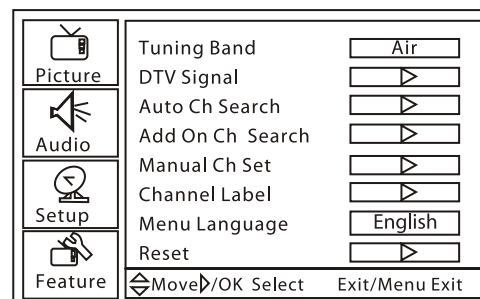 Picture
Audio
Setup
Feature
Tuning Band Air
DTV Signal
Auto Ch Search
Add On Ch Search
Manual Ch Set
Channel Label
Menu Language English
Reset
Move/OK Select Exit/Menu Exit